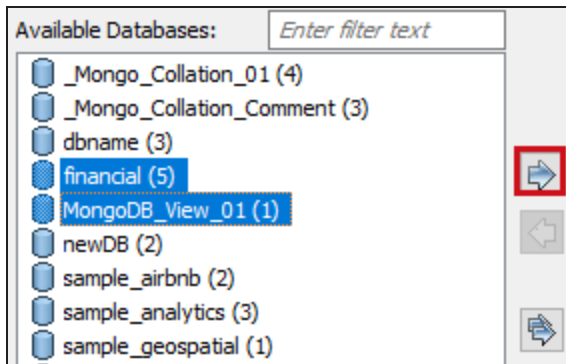 Available Databases: Enter filter text
_Mongo_Collation_01 (4)
_Mongo_Collation_Comment (3)
dbname (3)
financial (5)
MongoDB_View_01 (1)
newDB (2)
sample_airbnb (2)
sample_analytics (3)
sample_geospatial (1)